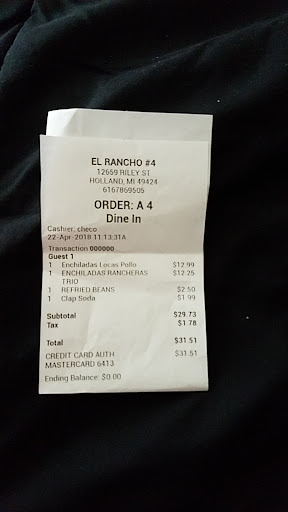 EL RANCHO #4
12659 RILEY ST
HOLLAND, MI 49424
6167869505
ORDER: A 4
Dine In
Cashier: checo
22-Apr-2018 11:13:31A
Transaction 000000
Guest 1
1 Enchiladas Locas Pollo $12.99
1 ENCHILADAS RANCHERAS TRIO $12.25
1 REFRIED BEANS $2.50
1 Clap Soda $1.99
Subtotal $29.73
Tax $1.78
Total $31.51
CREDIT CARD AUTH $31.51
MASTERCARD 6413
Ending Balance: $0.00